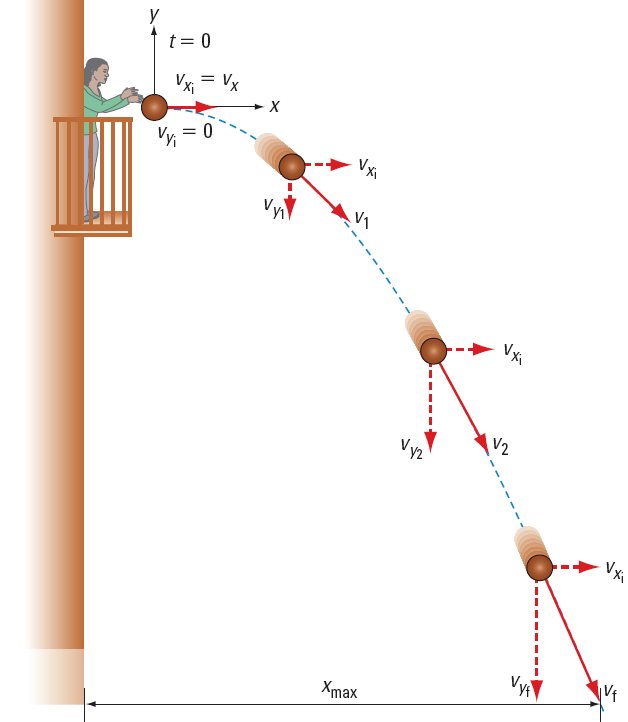 y
t = 0
v_xi = v_x
x
v_yi = 0
v_xi
v_y1
v_1
v_xi
v_y2
v_2
v_xi
v_yf
v_f
x_max